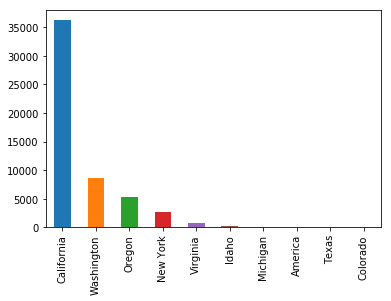 35000
30000
25000
20000
15000
10000
5000
0
California
Washington
Oregon
New York
Virginia
Idaho
Michigan
America
Texas
Colorado